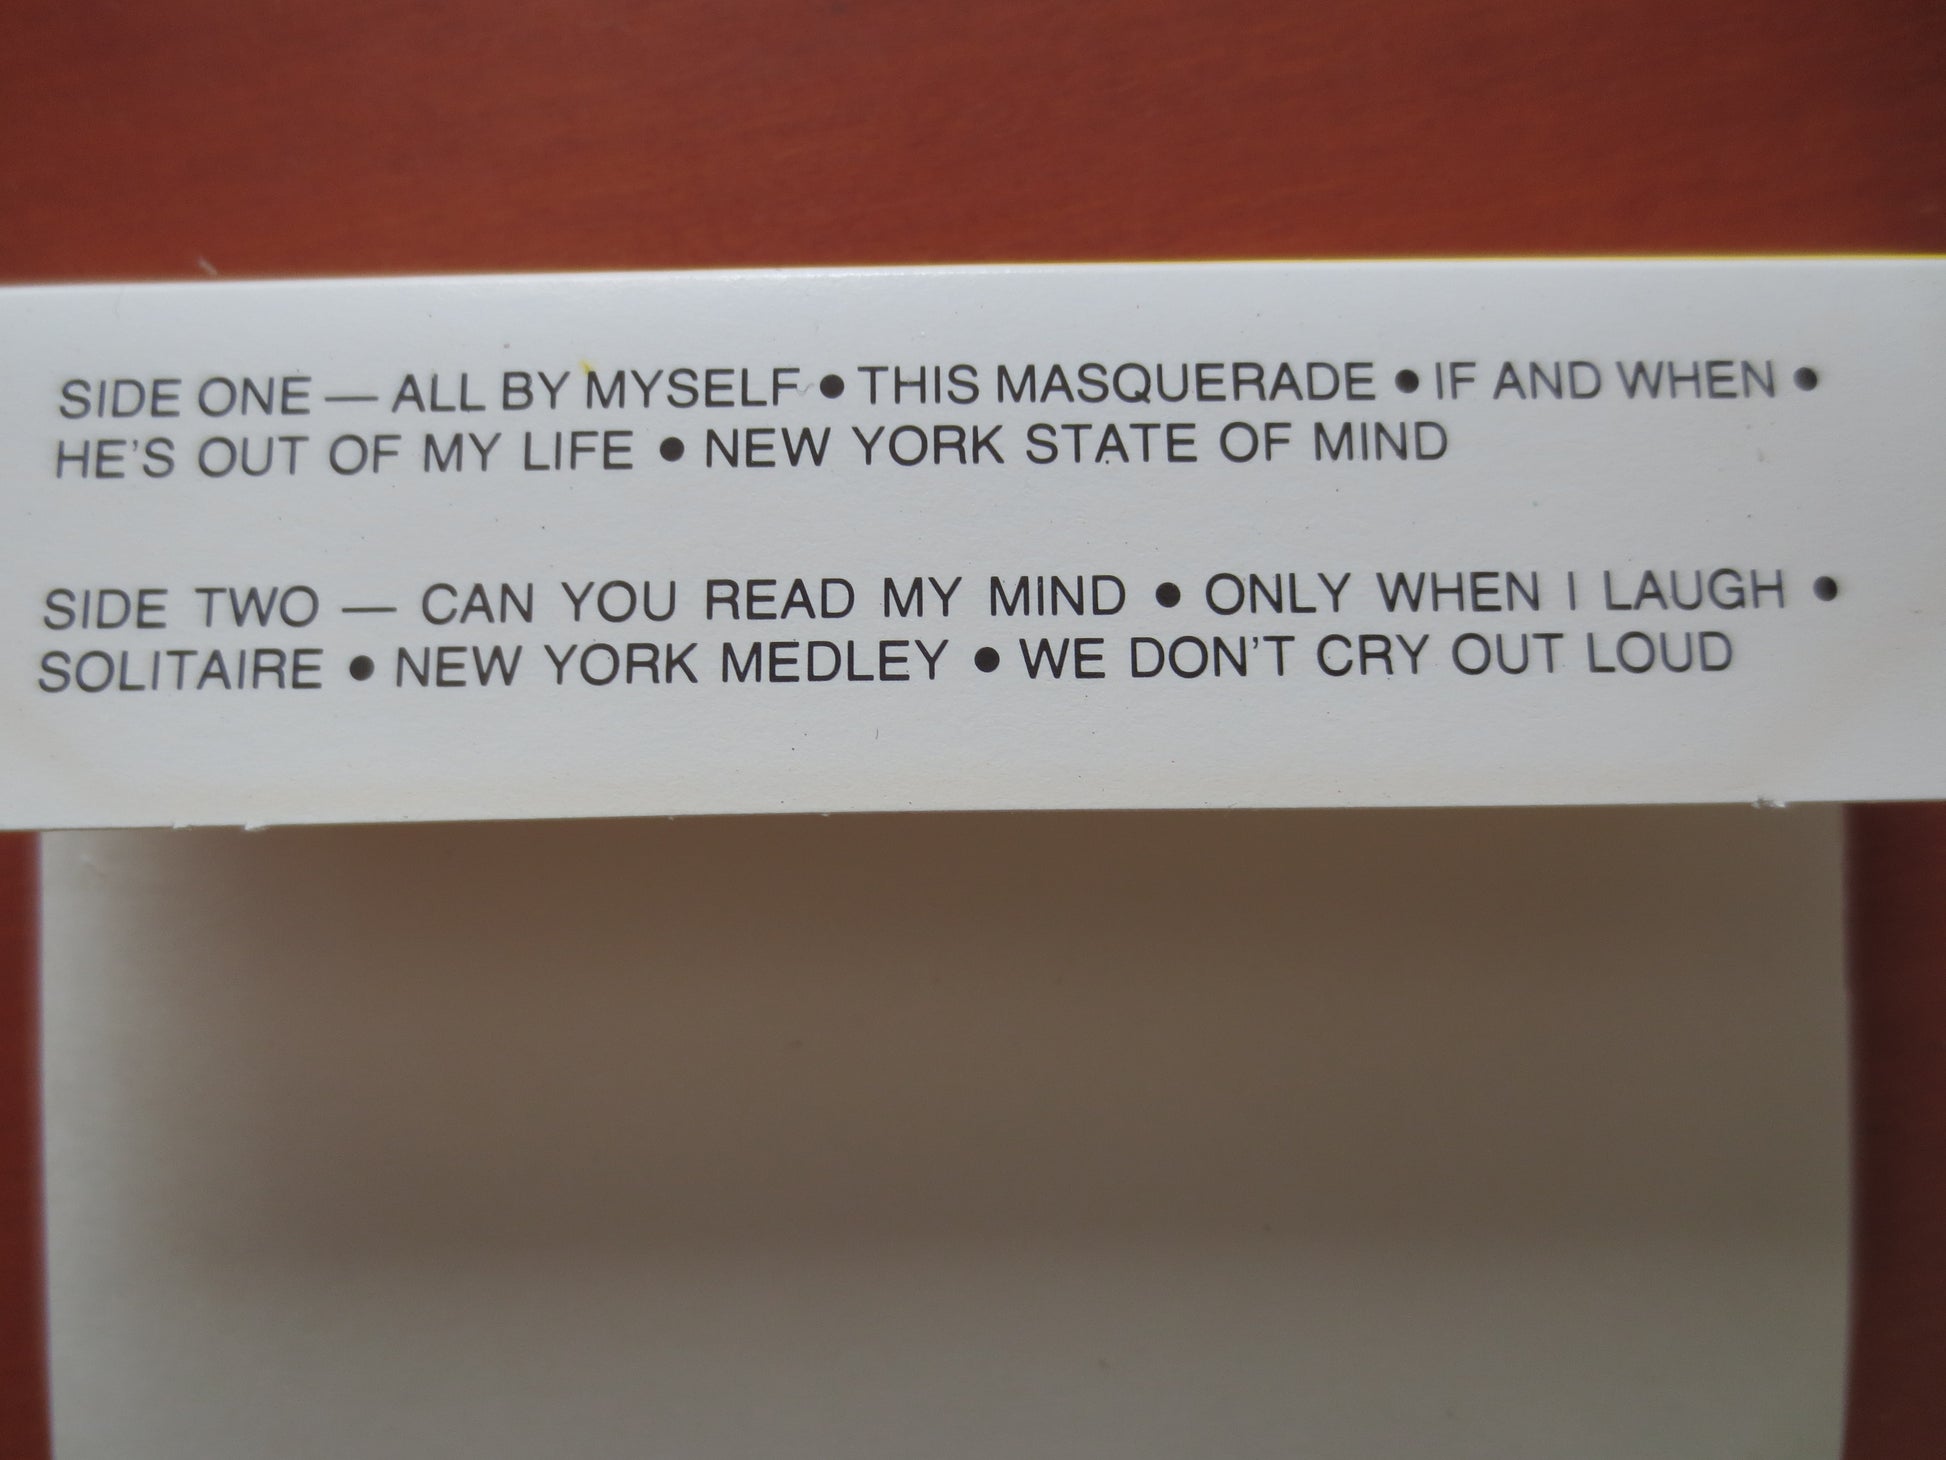 SIDE ONE — ALL BY MYSELF • THIS MASQUERADE • IF AND WHEN •
HE'S OUT OF MY LIFE • NEW YORK STATE OF MIND
SIDE TWO — CAN YOU READ MY MIND • ONLY WHEN I LAUGH •
SOLITAIRE • NEW YORK MEDLEY • WE DON'T CRY OUT LOUD